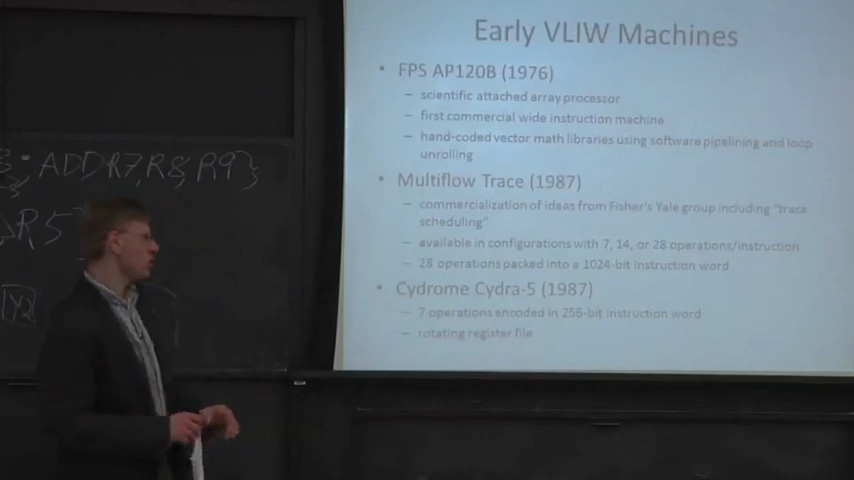 Early VLIW Machines
• FPS AP120B (1976)
– scientific attached array processor
– first commercial wide instruction machine
– hand-coded vector math libraries using software pipelining and loop
unrolling
• Multiflow Trace (1987)
– commercialization of ideas from Fisher's Yale group including "trace
scheduling"
– available in configurations with 7, 14, or 28 operations/instruction
– 28 operations packed into a 1024-bit instruction word
• Cydrome Cydra-5 (1987)
– 7 operations encoded in 256-bit instruction word
– rotating register file
; ADD R7, R8, R9}
R5